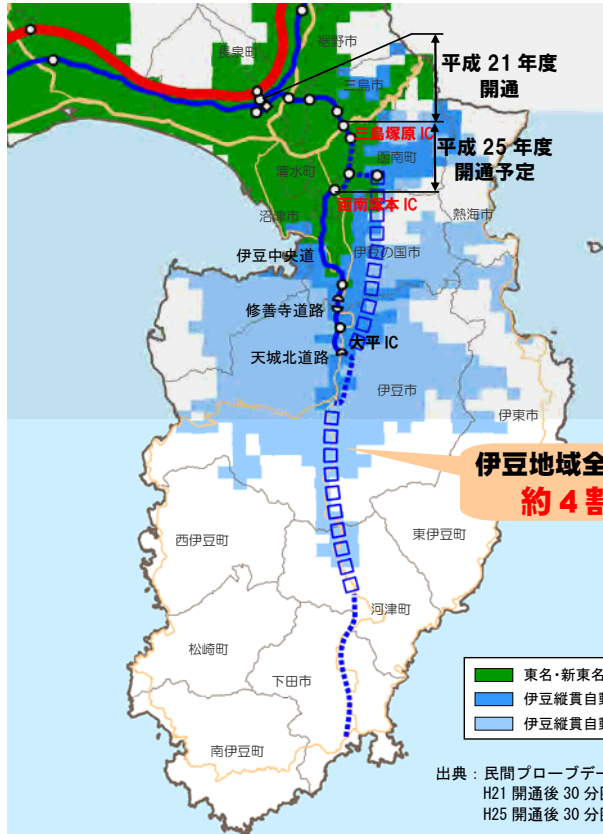 裾野市
長泉町
平成 21 年度
開通
三島市
三島塚原 IC
平成 25 年度
開通予定
函南町
清水町
函南塚本 IC
沼津市
熱海市
伊豆の国市
伊豆中央道
修善寺道路
大平 IC
天城北道路
伊豆市
伊東市
伊豆地域全
約 4 割
西伊豆町
東伊豆町
河津町
松崎町
下田市
南伊豆町
東名・新東名
伊豆縦貫自動
伊豆縦貫自動
出典：民間プローブデー
H21 開通後 30 分
H25 開通後 30 分